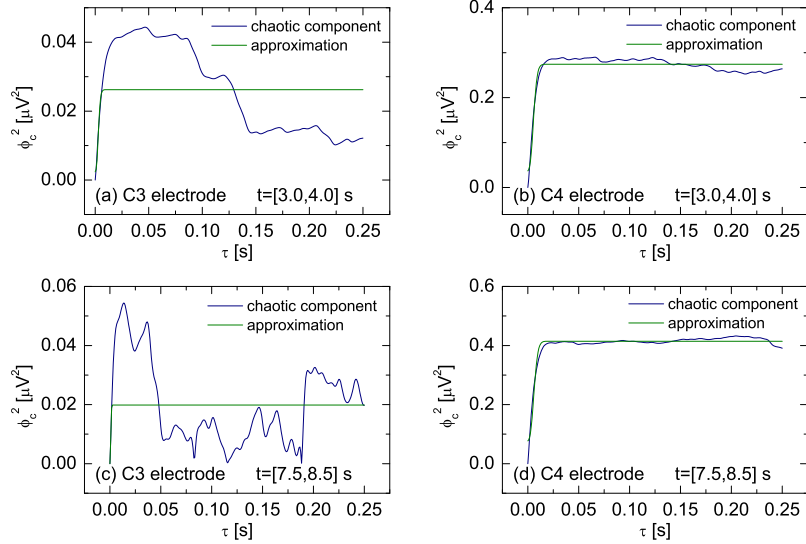 chaotic component
approximation
0.04
0.02
0.00
ϕc² [µV²]
(a) C3 electrode t=[3.0,4.0] s
0.00 0.05 0.10 0.15 0.20 0.25
τ [s]
chaotic component
approximation
0.4
0.2
0.0
ϕc² [µV²]
(b) C4 electrode t=[3.0,4.0] s
0.00 0.05 0.10 0.15 0.20 0.25
τ [s]
chaotic component
approximation
0.06
0.04
0.02
0.00
ϕc² [µV²]
(c) C3 electrode t=[7.5,8.5] s
0.00 0.05 0.10 0.15 0.20 0.25
τ [s]
chaotic component
approximation
0.6
0.4
0.2
0.0
ϕc² [µV²]
(d) C4 electrode t=[7.5,8.5] s
0.00 0.05 0.10 0.15 0.20 0.25
τ [s]